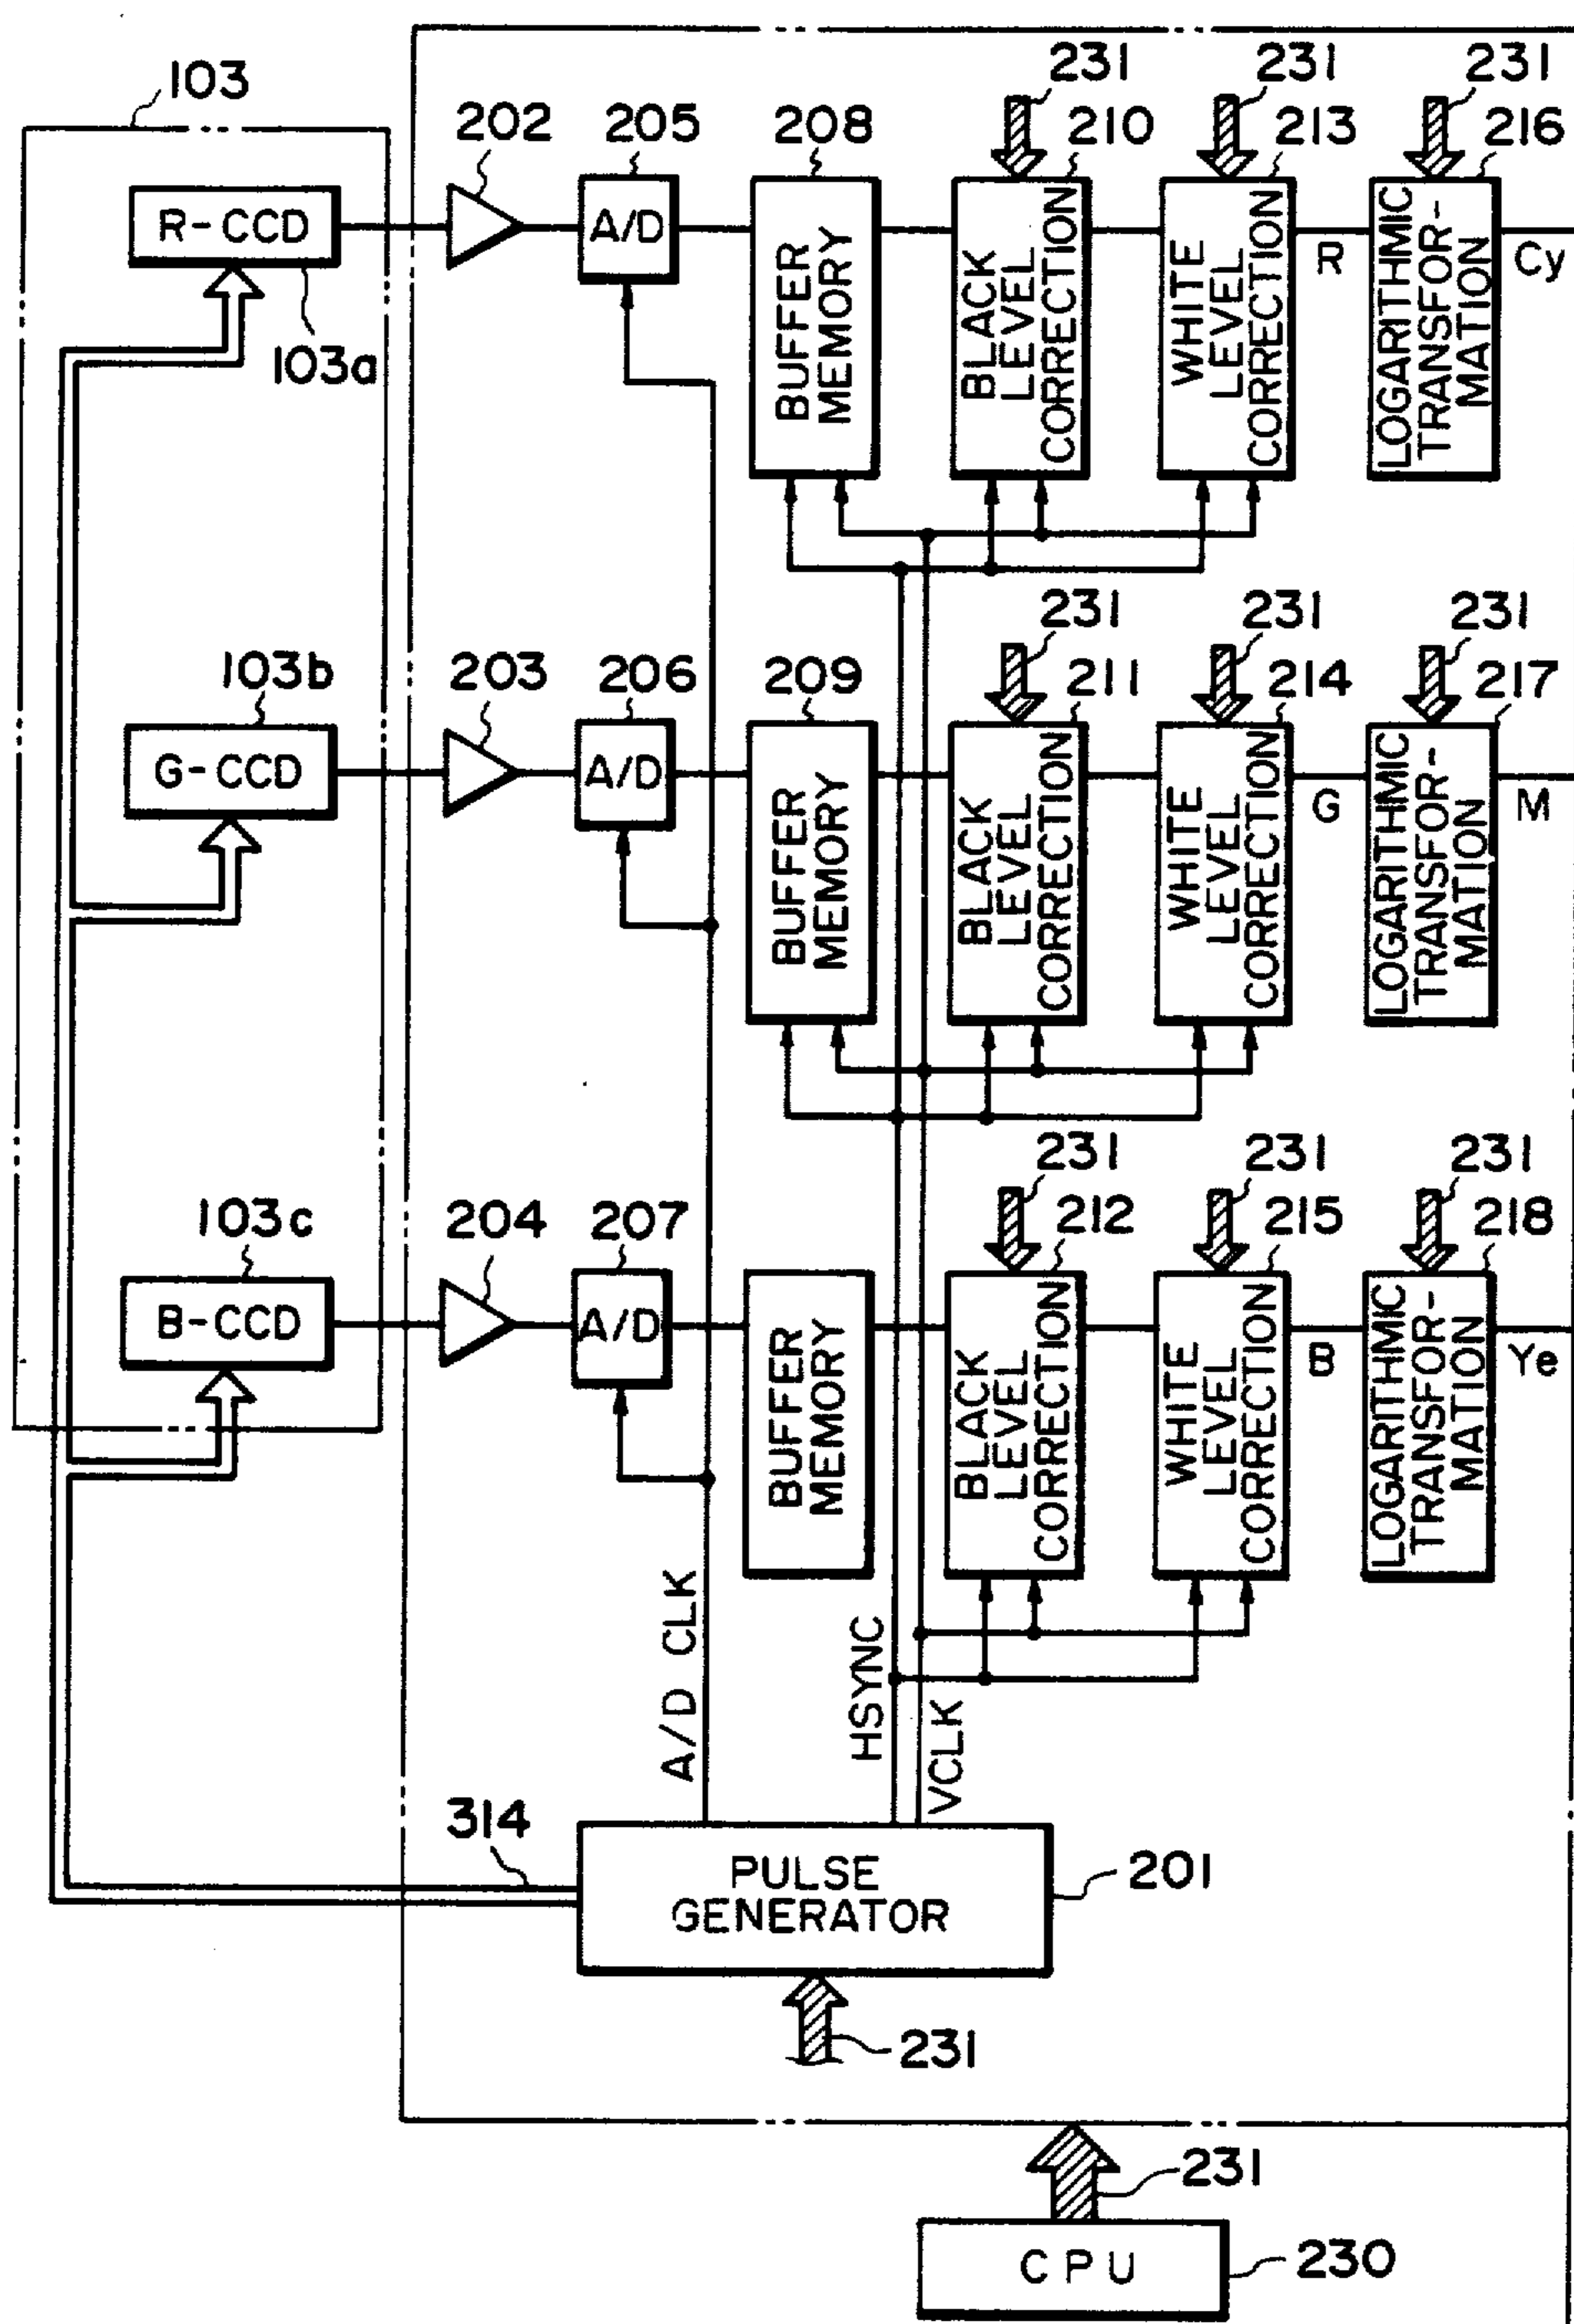 103
231
231
231
202
205
208
210
213
216
R-CCD
A/D
BUFFER
MEMORY
BLACK
LEVEL
CORRECTION
WHITE
LEVEL
CORRECTION
R
LOGARITHMIC
TRANSFOR-
MATION
Cy
103a
231
231
231
103b
203
206
209
211
214
217
G-CCD
A/D
BUFFER
MEMORY
BLACK
LEVEL
CORRECTION
WHITE
LEVEL
CORRECTION
G
LOGARITHMIC
TRANSFOR-
MATION
M
231
231
231
103c
204
207
212
215
218
B-CCD
A/D
BUFFER
MEMORY
BLACK
LEVEL
CORRECTION
WHITE
LEVEL
CORRECTION
B
LOGARITHMIC
TRANSFOR-
MATION
Ye
A/D CLK
HSYNC
VCLK
314
PULSE
GENERATOR
201
231
231
CPU
230